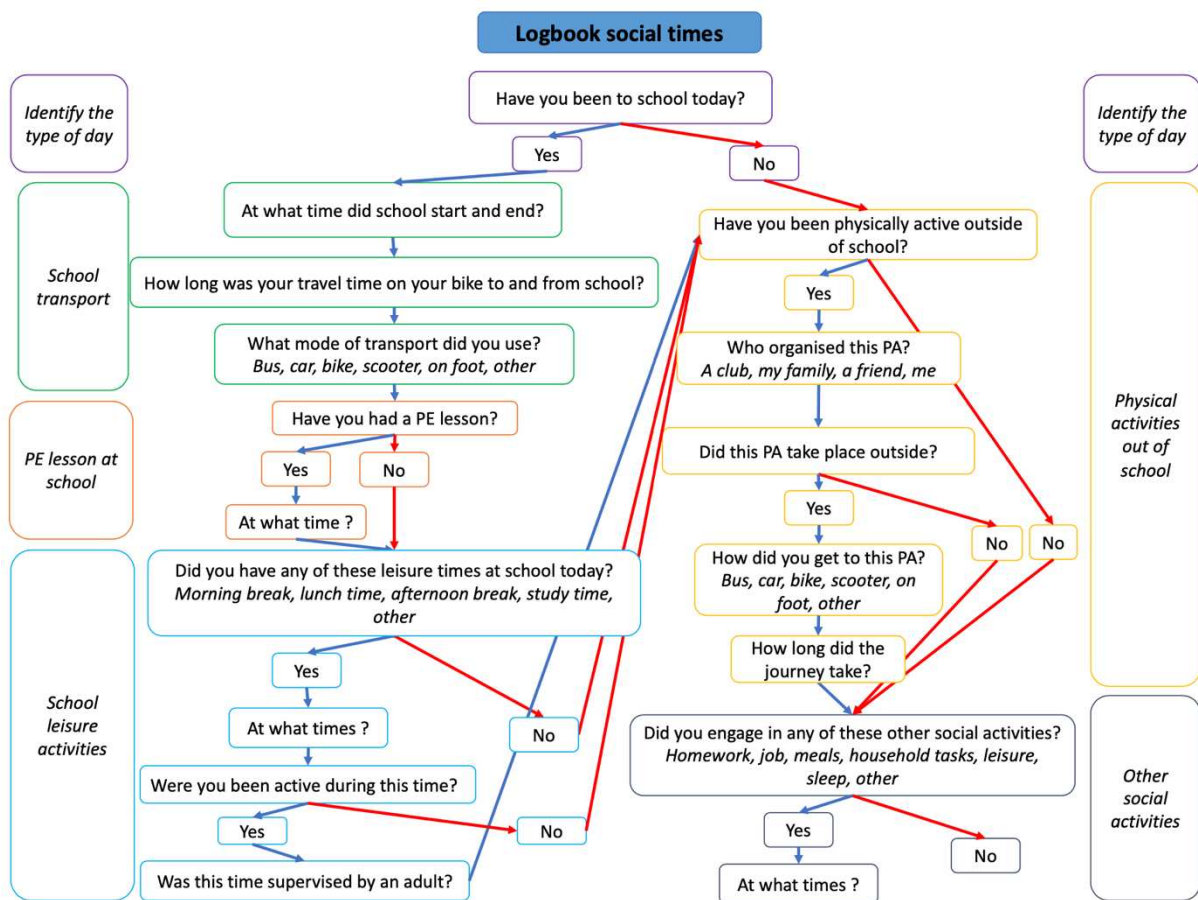 Logbook social times
Identify the
type of day
Have you been to school today?
Yes
No
Identify the
type of day
School
transport
At what time did school start and end?
How long was your travel time on your bike to and from school?
What mode of transport did you use?
Bus, car, bike, scooter, on foot, other
PE lesson at
school
Have you had a PE lesson?
Yes
No
At what time ?
School
leisure
activities
Did you have any of these leisure times at school today?
Morning break, lunch time, afternoon break, study time,
other
Yes
No
At what times ?
Were you been active during this time?
Yes
No
Was this time supervised by an adult?
Have you been physically active outside
of school?
Yes
Who organised this PA?
A club, my family, a friend, me
Did this PA take place outside?
Yes
No
No
How did you get to this PA?
Bus, car, bike, scooter, on
foot, other
How long did the
journey take?
Physical
activities
out of
school
Did you engage in any of these other social activities?
Homework, job, meals, household tasks, leisure,
sleep, other
Yes
No
At what times ?
Other
social
activities